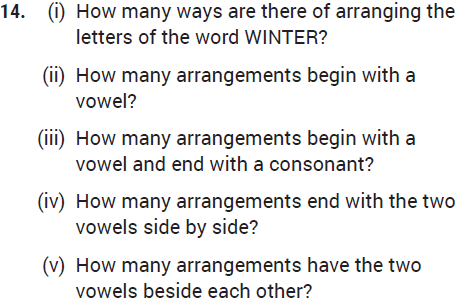 14. (i) How many ways are there of arranging the
letters of the word WINTER?
(ii) How many arrangements begin with a
vowel?
(iii) How many arrangements begin with a
vowel and end with a consonant?
(iv) How many arrangements end with the two
vowels side by side?
(v) How many arrangements have the two
vowels beside each other?